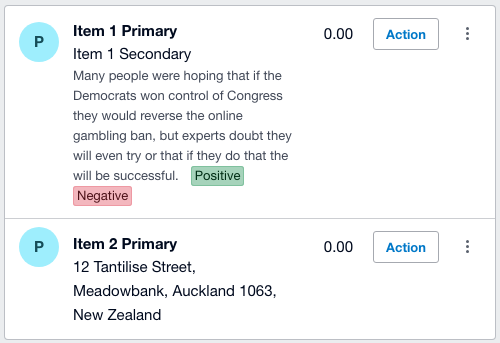 P
Item 1 Primary
0.00
Action
Item 1 Secondary
Many people were hoping that if the
Democrats won control of Congress
they would reverse the online
gambling ban, but experts doubt they
will even try or that if they do that the
will be successful. Positive
Negative
P
Item 2 Primary
0.00
Action
12 Tantilise Street,
Meadowbank, Auckland 1063,
New Zealand